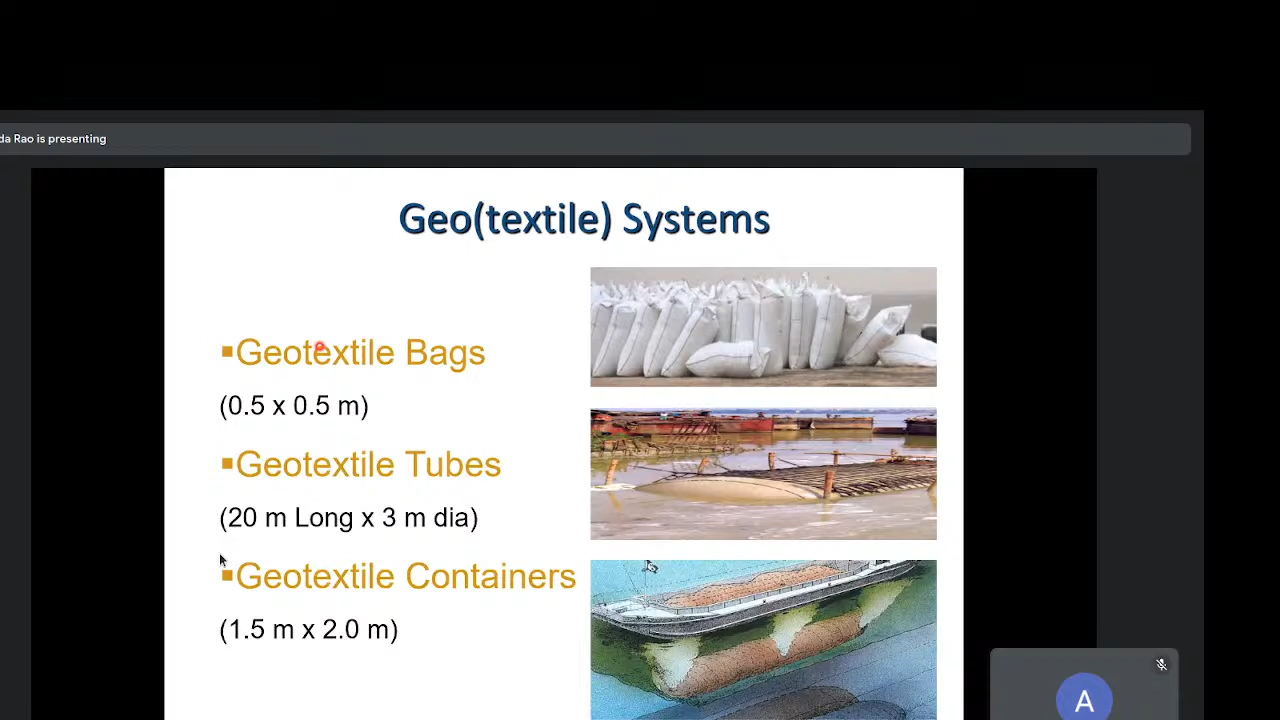 da Rao is presenting
Geo(textile) Systems
▪Geotextile Bags
(0.5 x 0.5 m)
▪Geotextile Tubes
(20 m Long x 3 m dia)
▪Geotextile Containers
(1.5 m x 2.0 m)
A